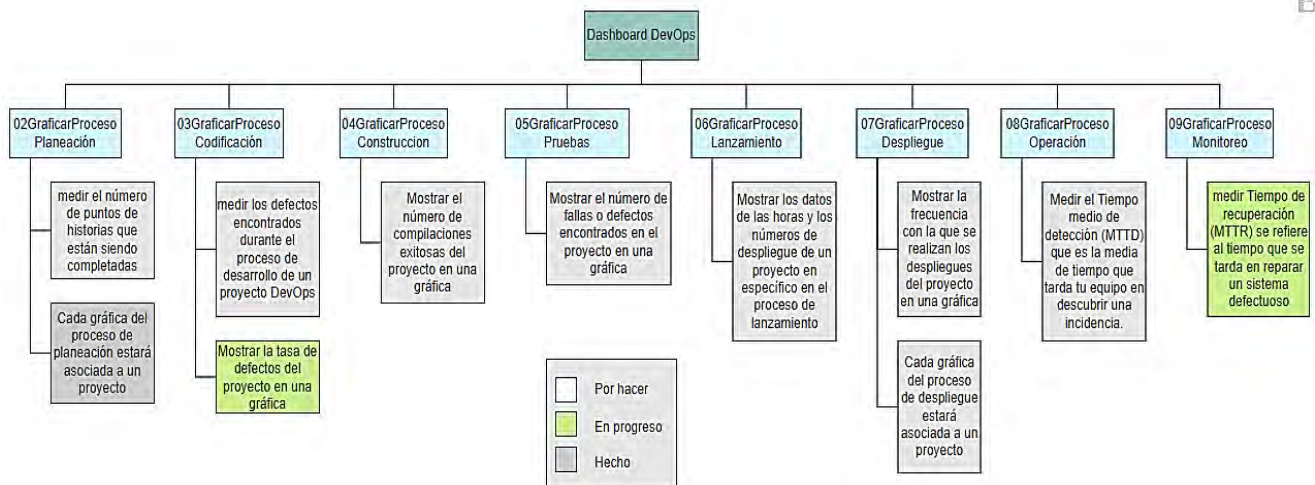 Dashboard DevOps
02GraficarProceso
Planeación
03GraficarProceso
Codificación
04GraficarProceso
Construccion
05GraficarProceso
Pruebas
06GraficarProceso
Lanzamiento
07GraficarProceso
Despliegue
08GraficarProceso
Operación
09GraficarProceso
Monitoreo
medir el número
de puntos de
historias que
están siendo
completadas
Cada gráfica del
proceso de
planeación estará
asociada a un
proyecto
medir los defectos
encontrados
durante el
proceso de
desarrollo de un
proyecto DevOps
Mostrar la tasa de
defectos del
proyecto en una
gráfica
Mostrar el
número de
compilaciones
exitosas del
proyecto en una
gráfica
Mostrar el número de
fallas o defectos
encontrados en el
proyecto en una
gráfica
Mostrar los datos
de las horas y los
números de
despliegue de un
proyecto en
específico en el
proceso de
lanzamiento
Mostrar la
frecuencia
con la que se
realizan los
despliegues
del proyecto
en una gráfica
Cada gráfica
del proceso
de despliegue
estará
asociada a un
proyecto
Medir el Tiempo
medio de
detección (MTTD)
que es la media
de tiempo que
tarda tu equipo en
descubrir una
incidencia.
medir Tiempo de
recuperación
(MTTR) se refiere
al tiempo que se
tarda en reparar
un sistema
defectuoso
Por hacer
En progreso
Hecho